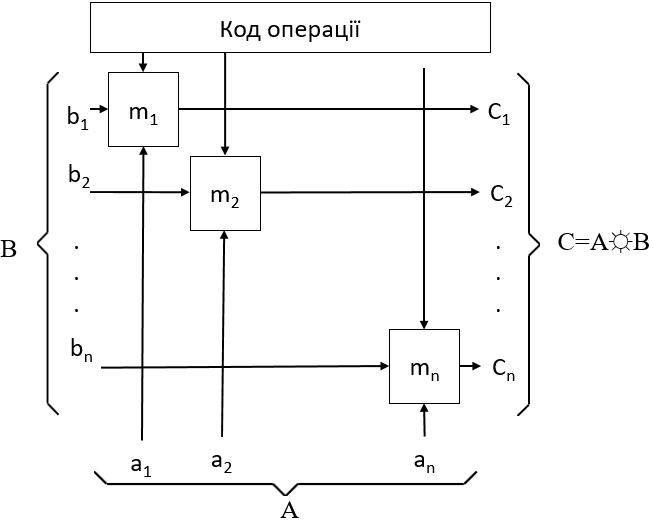 Код операції
b₁ m₁ C₁
b₂ m₂ C₂
B
C=A☼B
.
.
.
.
.
.
bₙ mₙ Cₙ
a₁ a₂ aₙ
A